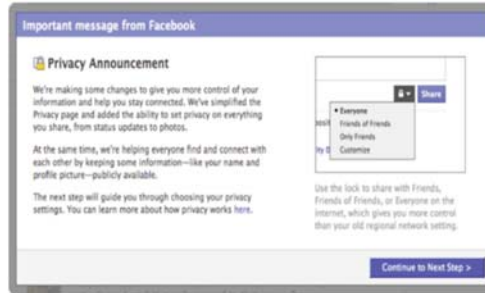 Important message from Facebook
Privacy Announcement
We're making some changes to give you more control of your
information and help you stay connected. We've simplified the
Privacy page and added the ability to set privacy on everything
you share, from status updates to photos.
At the same time, we're helping everyone find and connect with
each other by keeping some information—like your name and
profile picture—publicly available.
The next step will guide you through choosing your privacy
settings. You can learn more about how privacy works here.
Share
Everyone
Friends of Friends
Only Friends
Customize
Use the lock to share with Friends,
Friends of Friends, or Everyone on the
Internet, which gives you more control
than your old regional network setting.
Continue to Next Step >